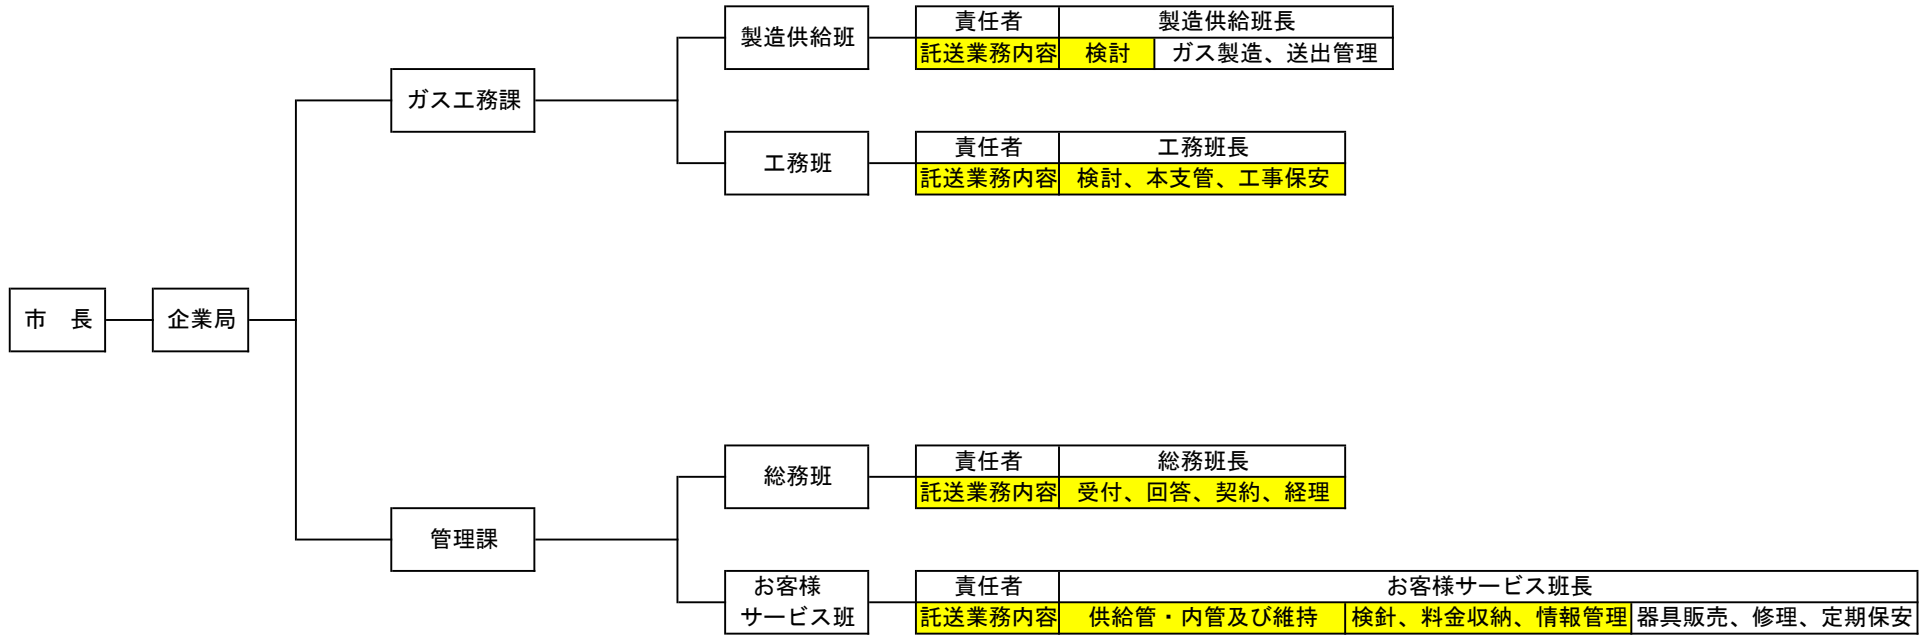 製造供給班
責任者 製造供給班長
託送業務内容 検討 ガス製造、送出管理
ガス工務課
工務班
責任者 工務班長
託送業務内容 検討、本支管、工事保安
市　長
企業局
総務班
責任者 総務班長
託送業務内容 受付、回答、契約、経理
管理課
お客様
サービス班
責任者 お客様サービス班長
託送業務内容 供給管・内管及び維持 検針、料金収納、情報管理 器具販売、修理、定期保安